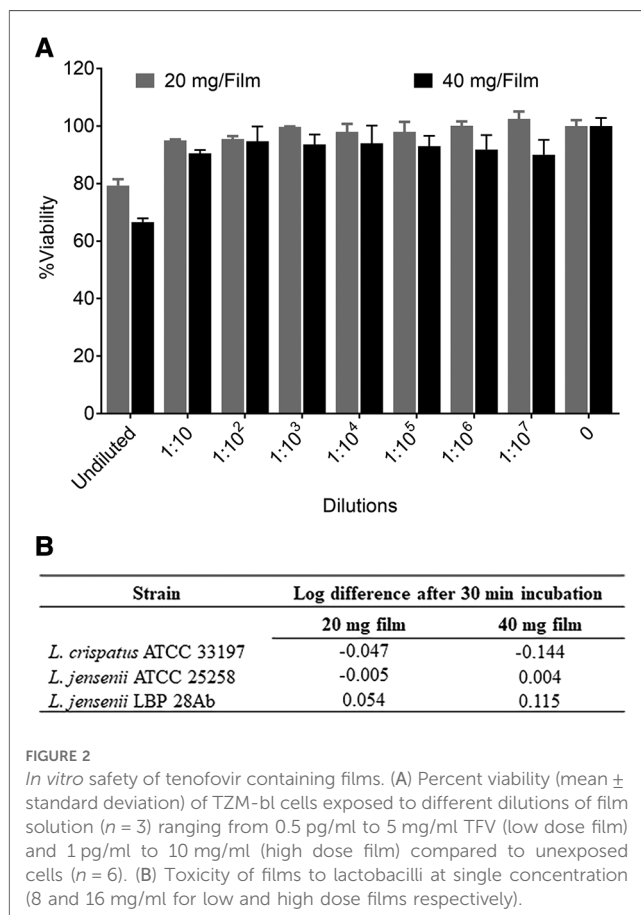 A
120
20 mg/Film
40 mg/Film
100
80
60
40
20
0
%Viability
Undiluted
1:10
1:10²
1:10³
1:10⁴
1:10⁵
1:10⁶
1:10⁷
0
Dilutions
B
Strain Log difference after 30 min incubation
20 mg film 40 mg film
L. crispatus ATCC 33197 -0.047 -0.144
L. jensenii ATCC 25258 -0.005 0.004
L. jensenii LBP 28Ab 0.054 0.115
FIGURE 2
In vitro safety of tenofovir containing films. (A) Percent viability (mean ±
standard deviation) of TZM-bl cells exposed to different dilutions of film
solution (n = 3) ranging from 0.5 pg/ml to 5 mg/ml TFV (low dose film)
and 1 pg/ml to 10 mg/ml (high dose film) compared to unexposed
cells (n = 6). (B) Toxicity of films to lactobacilli at single concentration
(8 and 16 mg/ml for low and high dose films respectively).